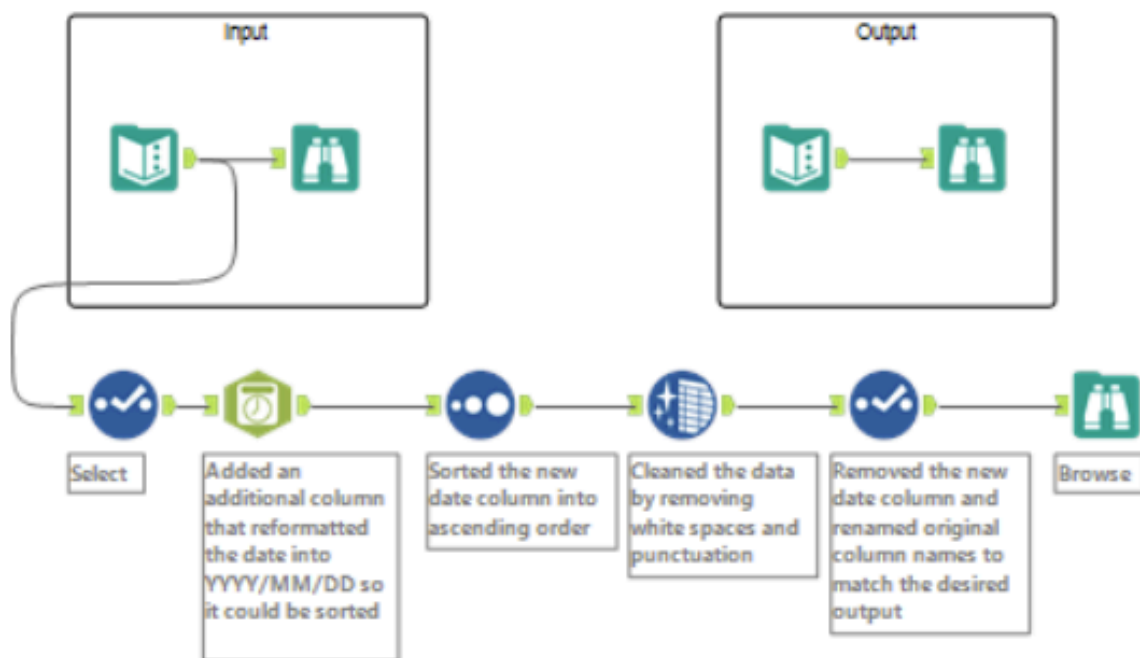 Input
Output
Select
Added an
additional column
that reformatted
the date into
YYYY/MM/DD so
it could be sorted
Sorted the new
date column into
ascending order
Cleaned the data
by removing
white spaces and
punctuation
Removed the new
date column and
renamed original
column names to
match the desired
output
Browse